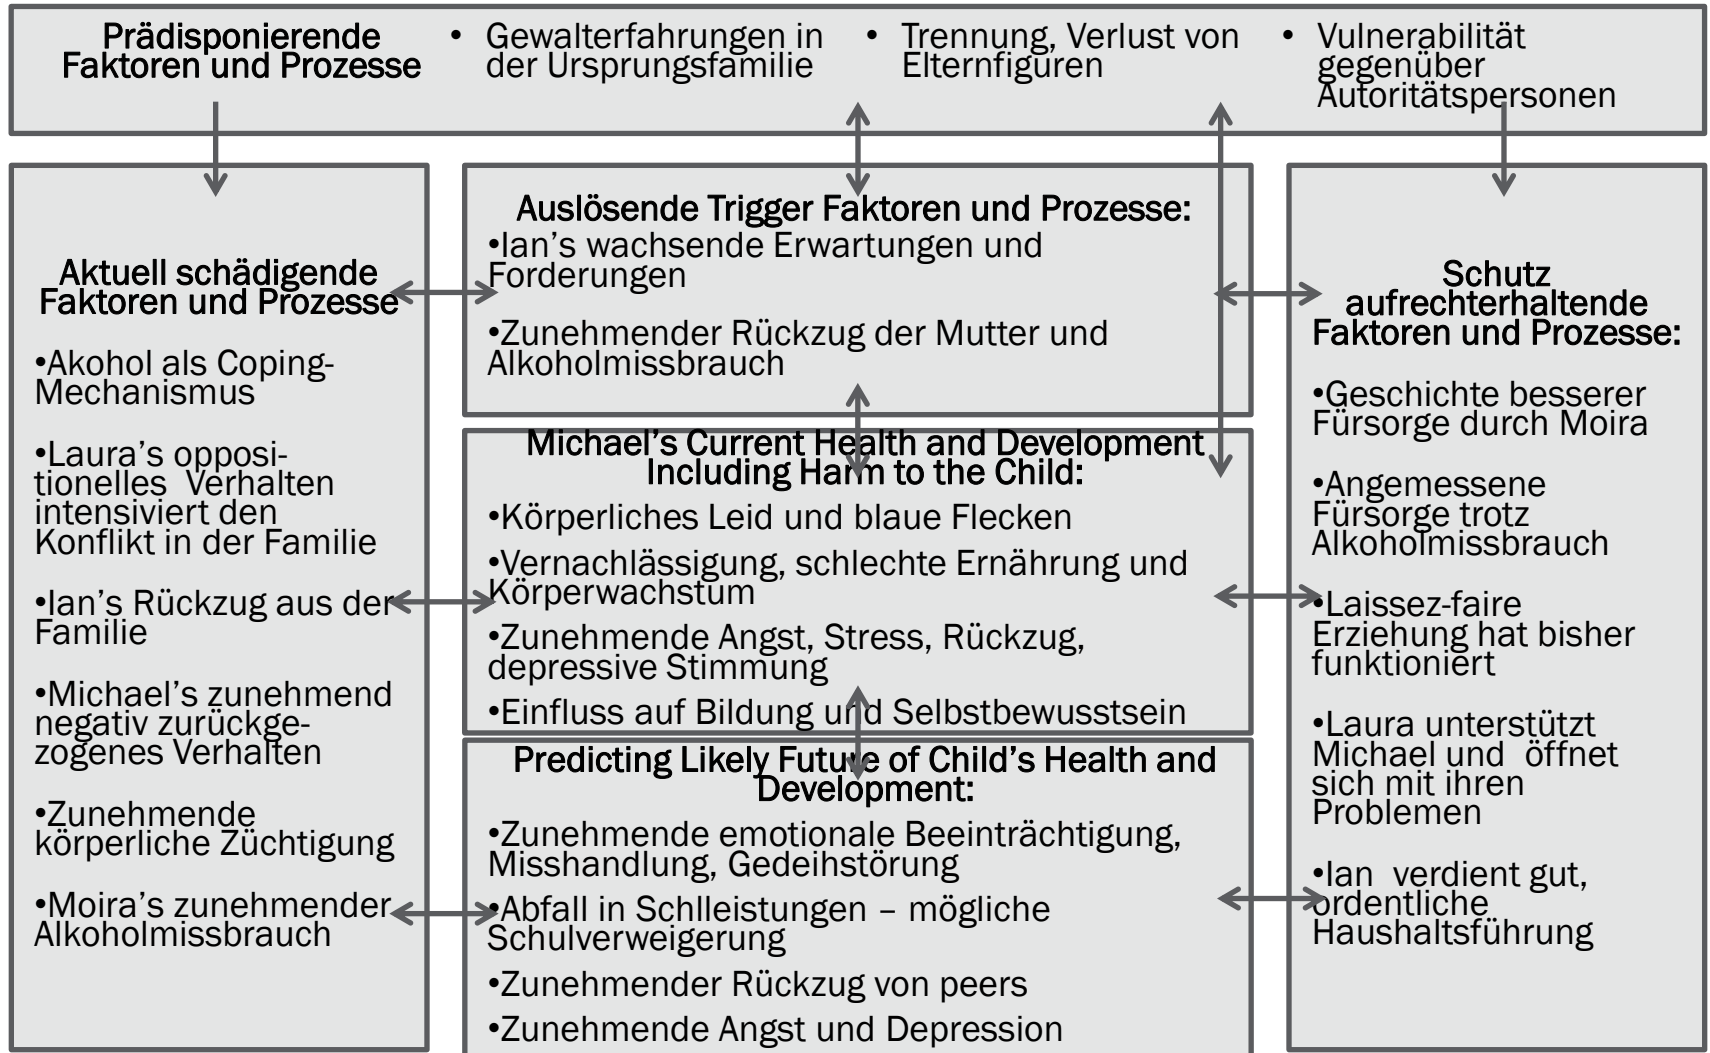 Prädisponierende
Faktoren und Prozesse
• Gewalterfahrungen in
der Ursprungsfamilie
• Trennung, Verlust von
Elternfiguren
• Vulnerabilität
gegenüber
Autoritätspersonen
Aktuell schädigende
Faktoren und Prozesse
•Akohol als Coping-
Mechanismus
•Laura's opposi-
tionelles Verhalten
intensiviert den
Konflikt in der Familie
•Ian's Rückzug aus der
Familie
•Michael's zunehmend
negativ zurückge-
zogenes Verhalten
•Zunehmende
körperliche Züchtigung
•Moira's zunehmender
Alkoholmissbrauch
Auslösende Trigger Faktoren und Prozesse:
•Ian's wachsende Erwartungen und
Forderungen
•Zunehmender Rückzug der Mutter und
Alkoholmissbrauch
Michael's Current Health and Development
Including Harm to the Child:
•Körperliches Leid und blaue Flecken
•Vernachlässigung, schlechte Ernährung und
Körperwachstum
•Zunehmende Angst, Stress, Rückzug,
depressive Stimmung
•Einfluss auf Bildung und Selbstbewusstsein
Predicting Likely Future of Child's Health and
Development:
•Zunehmende emotionale Beeinträchtigung,
Misshandlung, Gedeihstörung
•Abfall in Schlleistungen – mögliche
Schulverweigerung
•Zunehmender Rückzug von peers
•Zunehmende Angst und Depression
Schutz
aufrechterhaltende
Faktoren und Prozesse:
•Geschichte besserer
Fürsorge durch Moira
•Angemessene
Fürsorge trotz
Alkoholmissbrauch
•Laissez-faire
Erziehung hat bisher
funktioniert
•Laura unterstützt
Michael und öffnet
sich mit ihren
Problemen
•Ian verdient gut,
ordentliche
Haushaltsführung